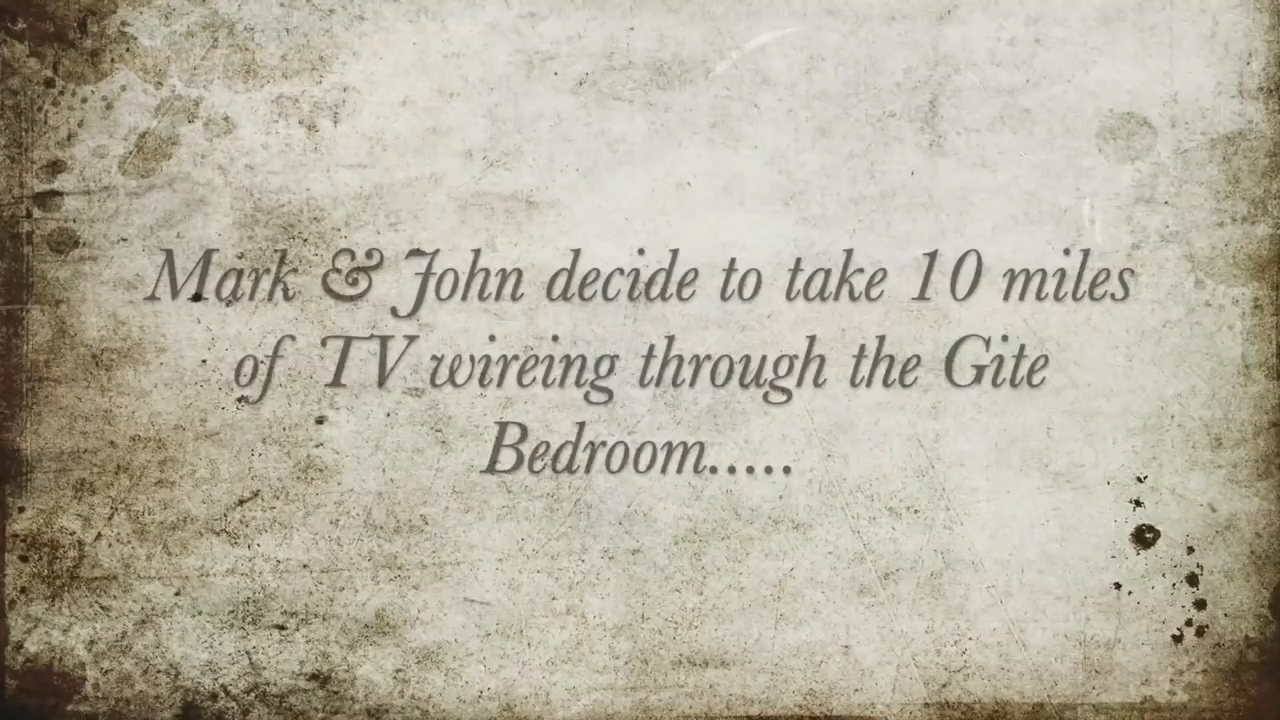 Mark & John decide to take 10 miles
of TV wireing through the Gite
Bedroom.....